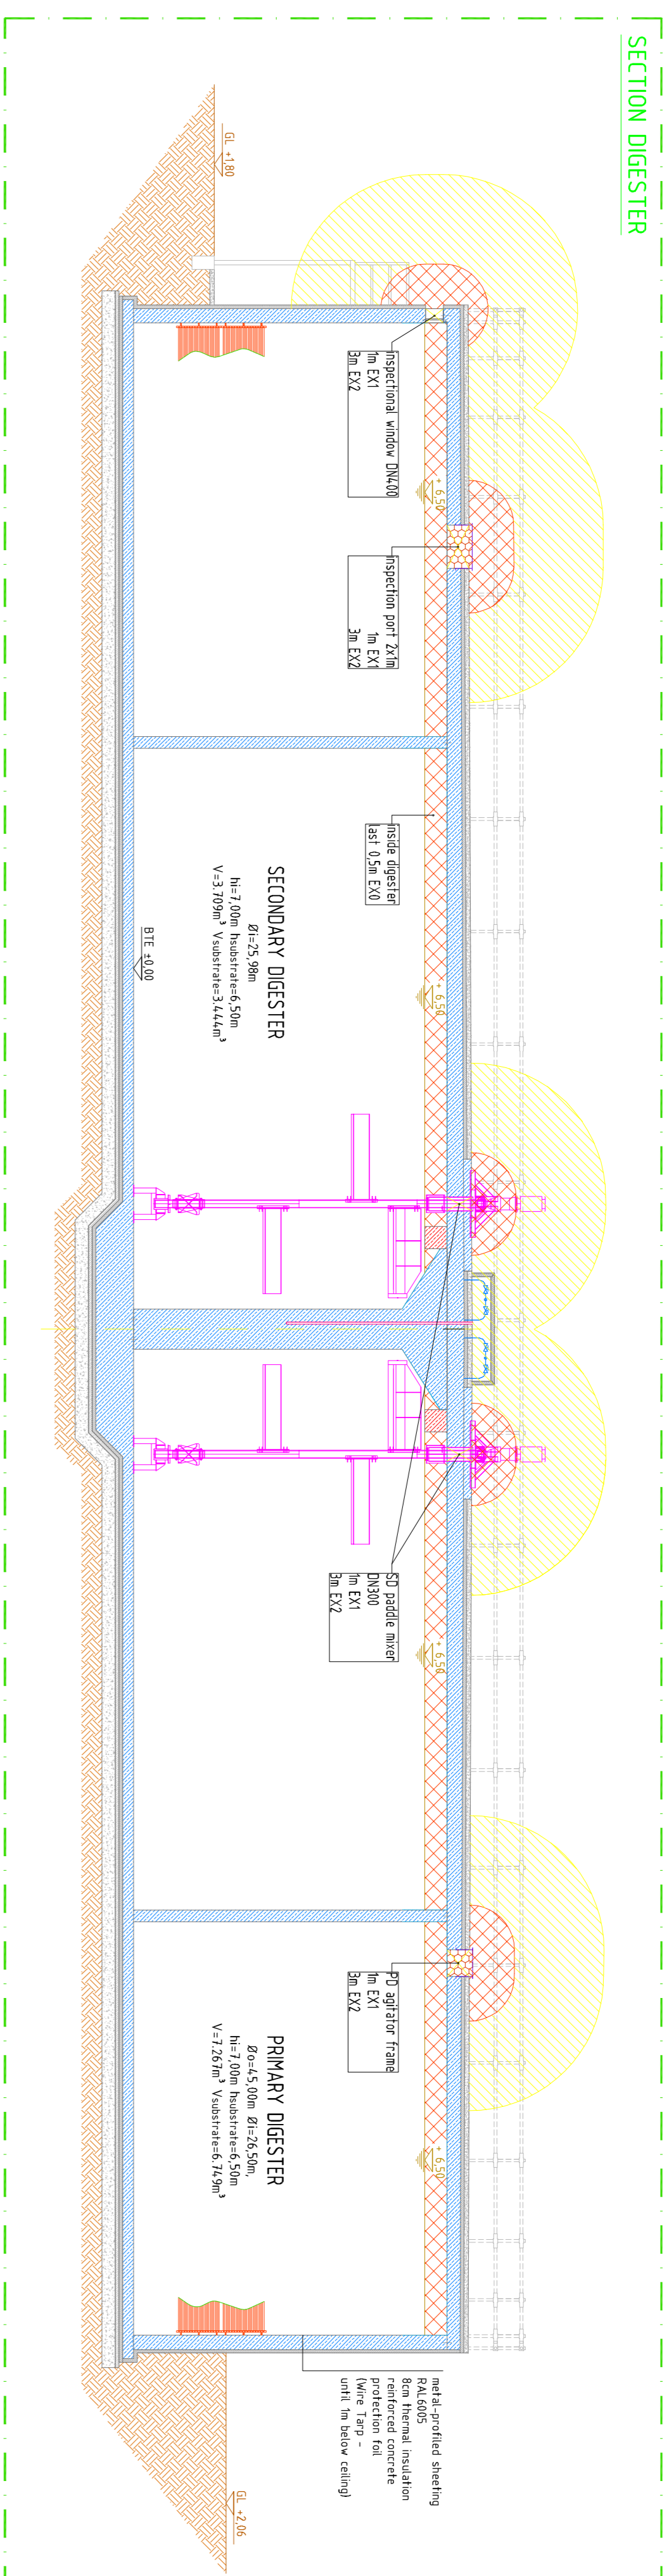 SECTION DIGESTER
GL +1,80
inspectional window DN400
1m EX1
3m EX2
+ 6,50
inspection port 2x1m
1m EX1
3m EX2
inside digester
last 0,5m EX0
SECONDARY DIGESTER
Øi=25,98m
hi=7,00m hsubstrate=6,50m
V=3.709m³ Vsubstrate=3.444m³
BTE ±0,00
+ 6,50
SD paddle mixer
DN300
1m EX1
3m EX2
+ 6,50
PD agitator frame
1m EX1
3m EX2
PRIMARY DIGESTER
Øo=45,00m Øi=26,50m,
hi=7,00m hsubstrate=6,50m
V=7.267m³ Vsubstrate=6.749m³
+ 6,50
metal-profiled sheeting
RAL6005
8cm thermal insulation
reinforced concrete
protection foil
(Wire Tarp -
until 1m below ceiling)
GL +2,06